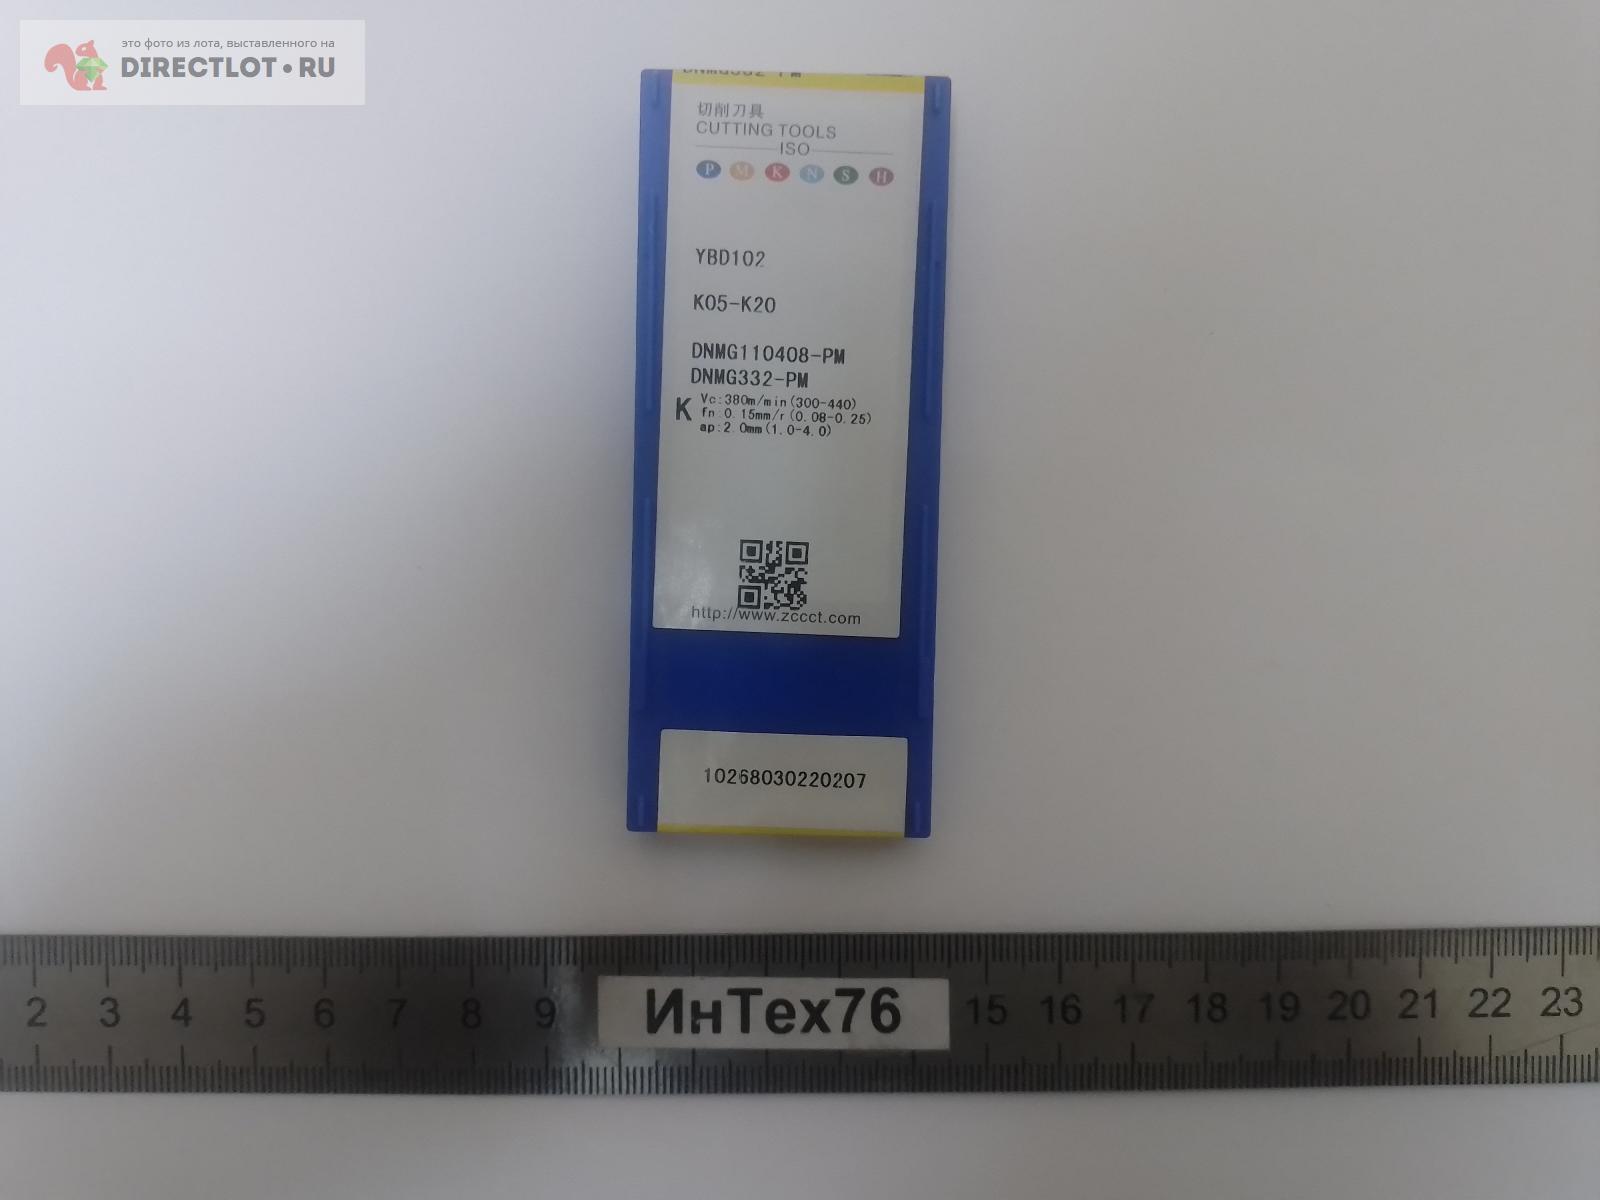 это фото из лота, выставленного на
DIRECTLOT•RU
DNMG332-PM
切削刀具
CUTTING TOOLS
ISO
P M K N S H
YBD102
K05-K20
DNMG110408-PM
DNMG332-PM
K
Vc:380m/min(300-440)
fn:0.15mm/r(0.08-0.25)
ap:2.0mm(1.0-4.0)
http://www.zccct.com
10268030220207
2 3 4 5 6 7 8 9 ИнТех76 15 16 17 18 19 20 21 22 23